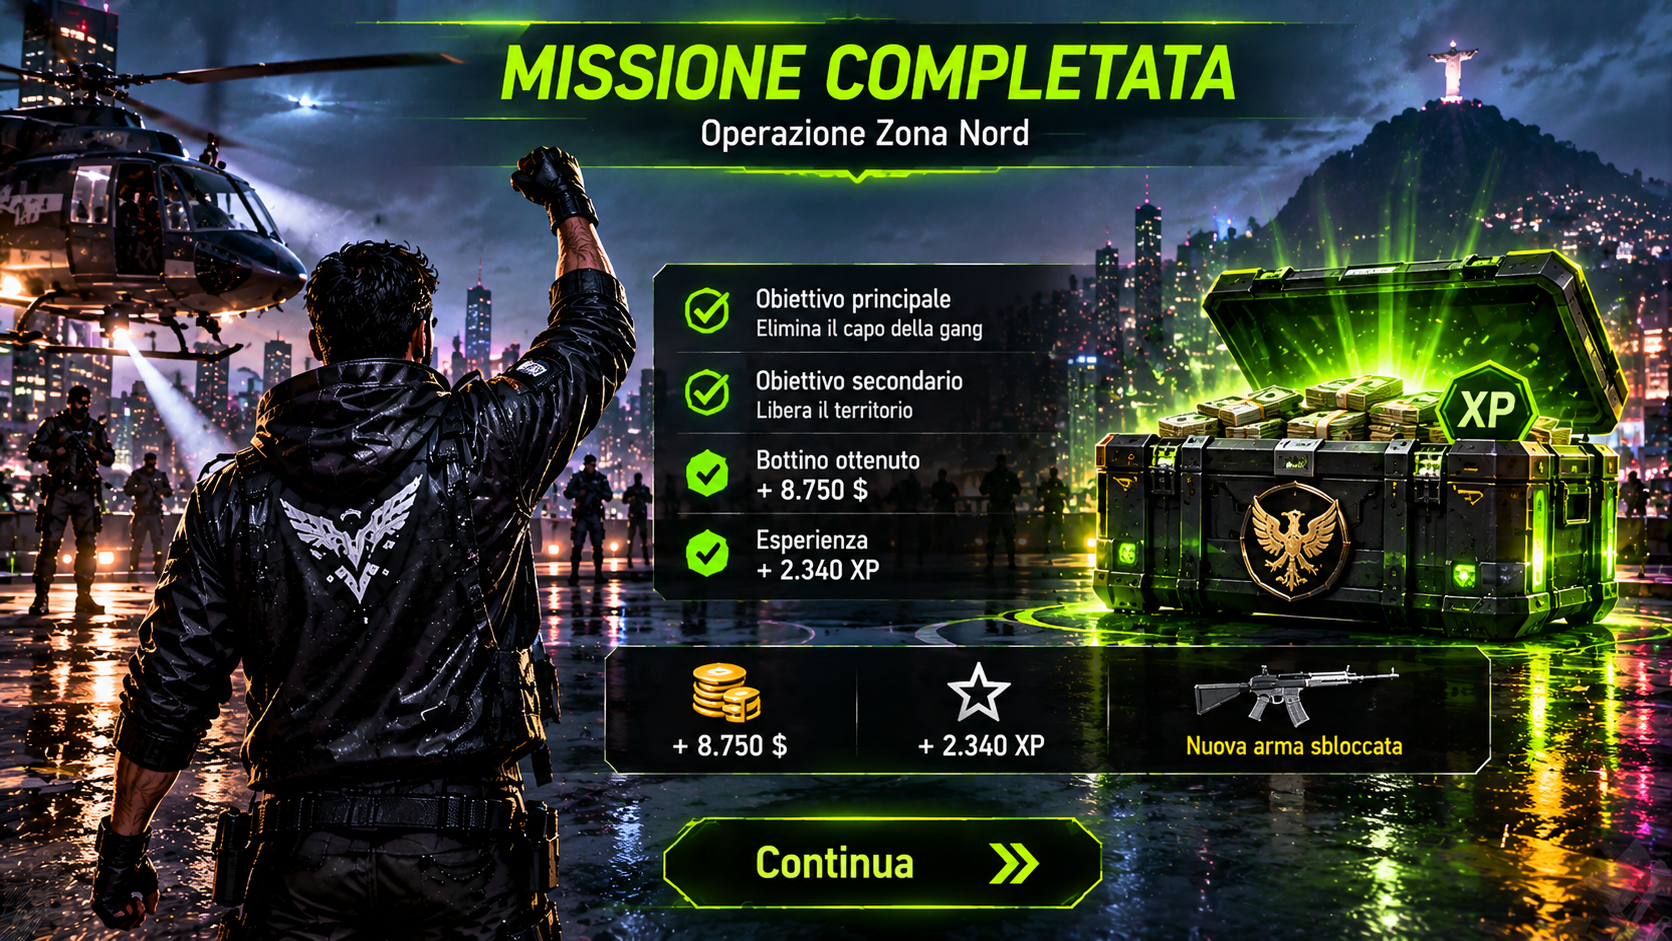 MISSIONE COMPLETATA
Operazione Zona Nord
Obiettivo principale
Elimina il capo della gang
Obiettivo secondario
Libera il territorio
Bottino ottenuto
+ 8.750 $
Esperienza
+ 2.340 XP
XP
+ 8.750 $
+ 2.340 XP
Nuova arma sbloccata
Continua